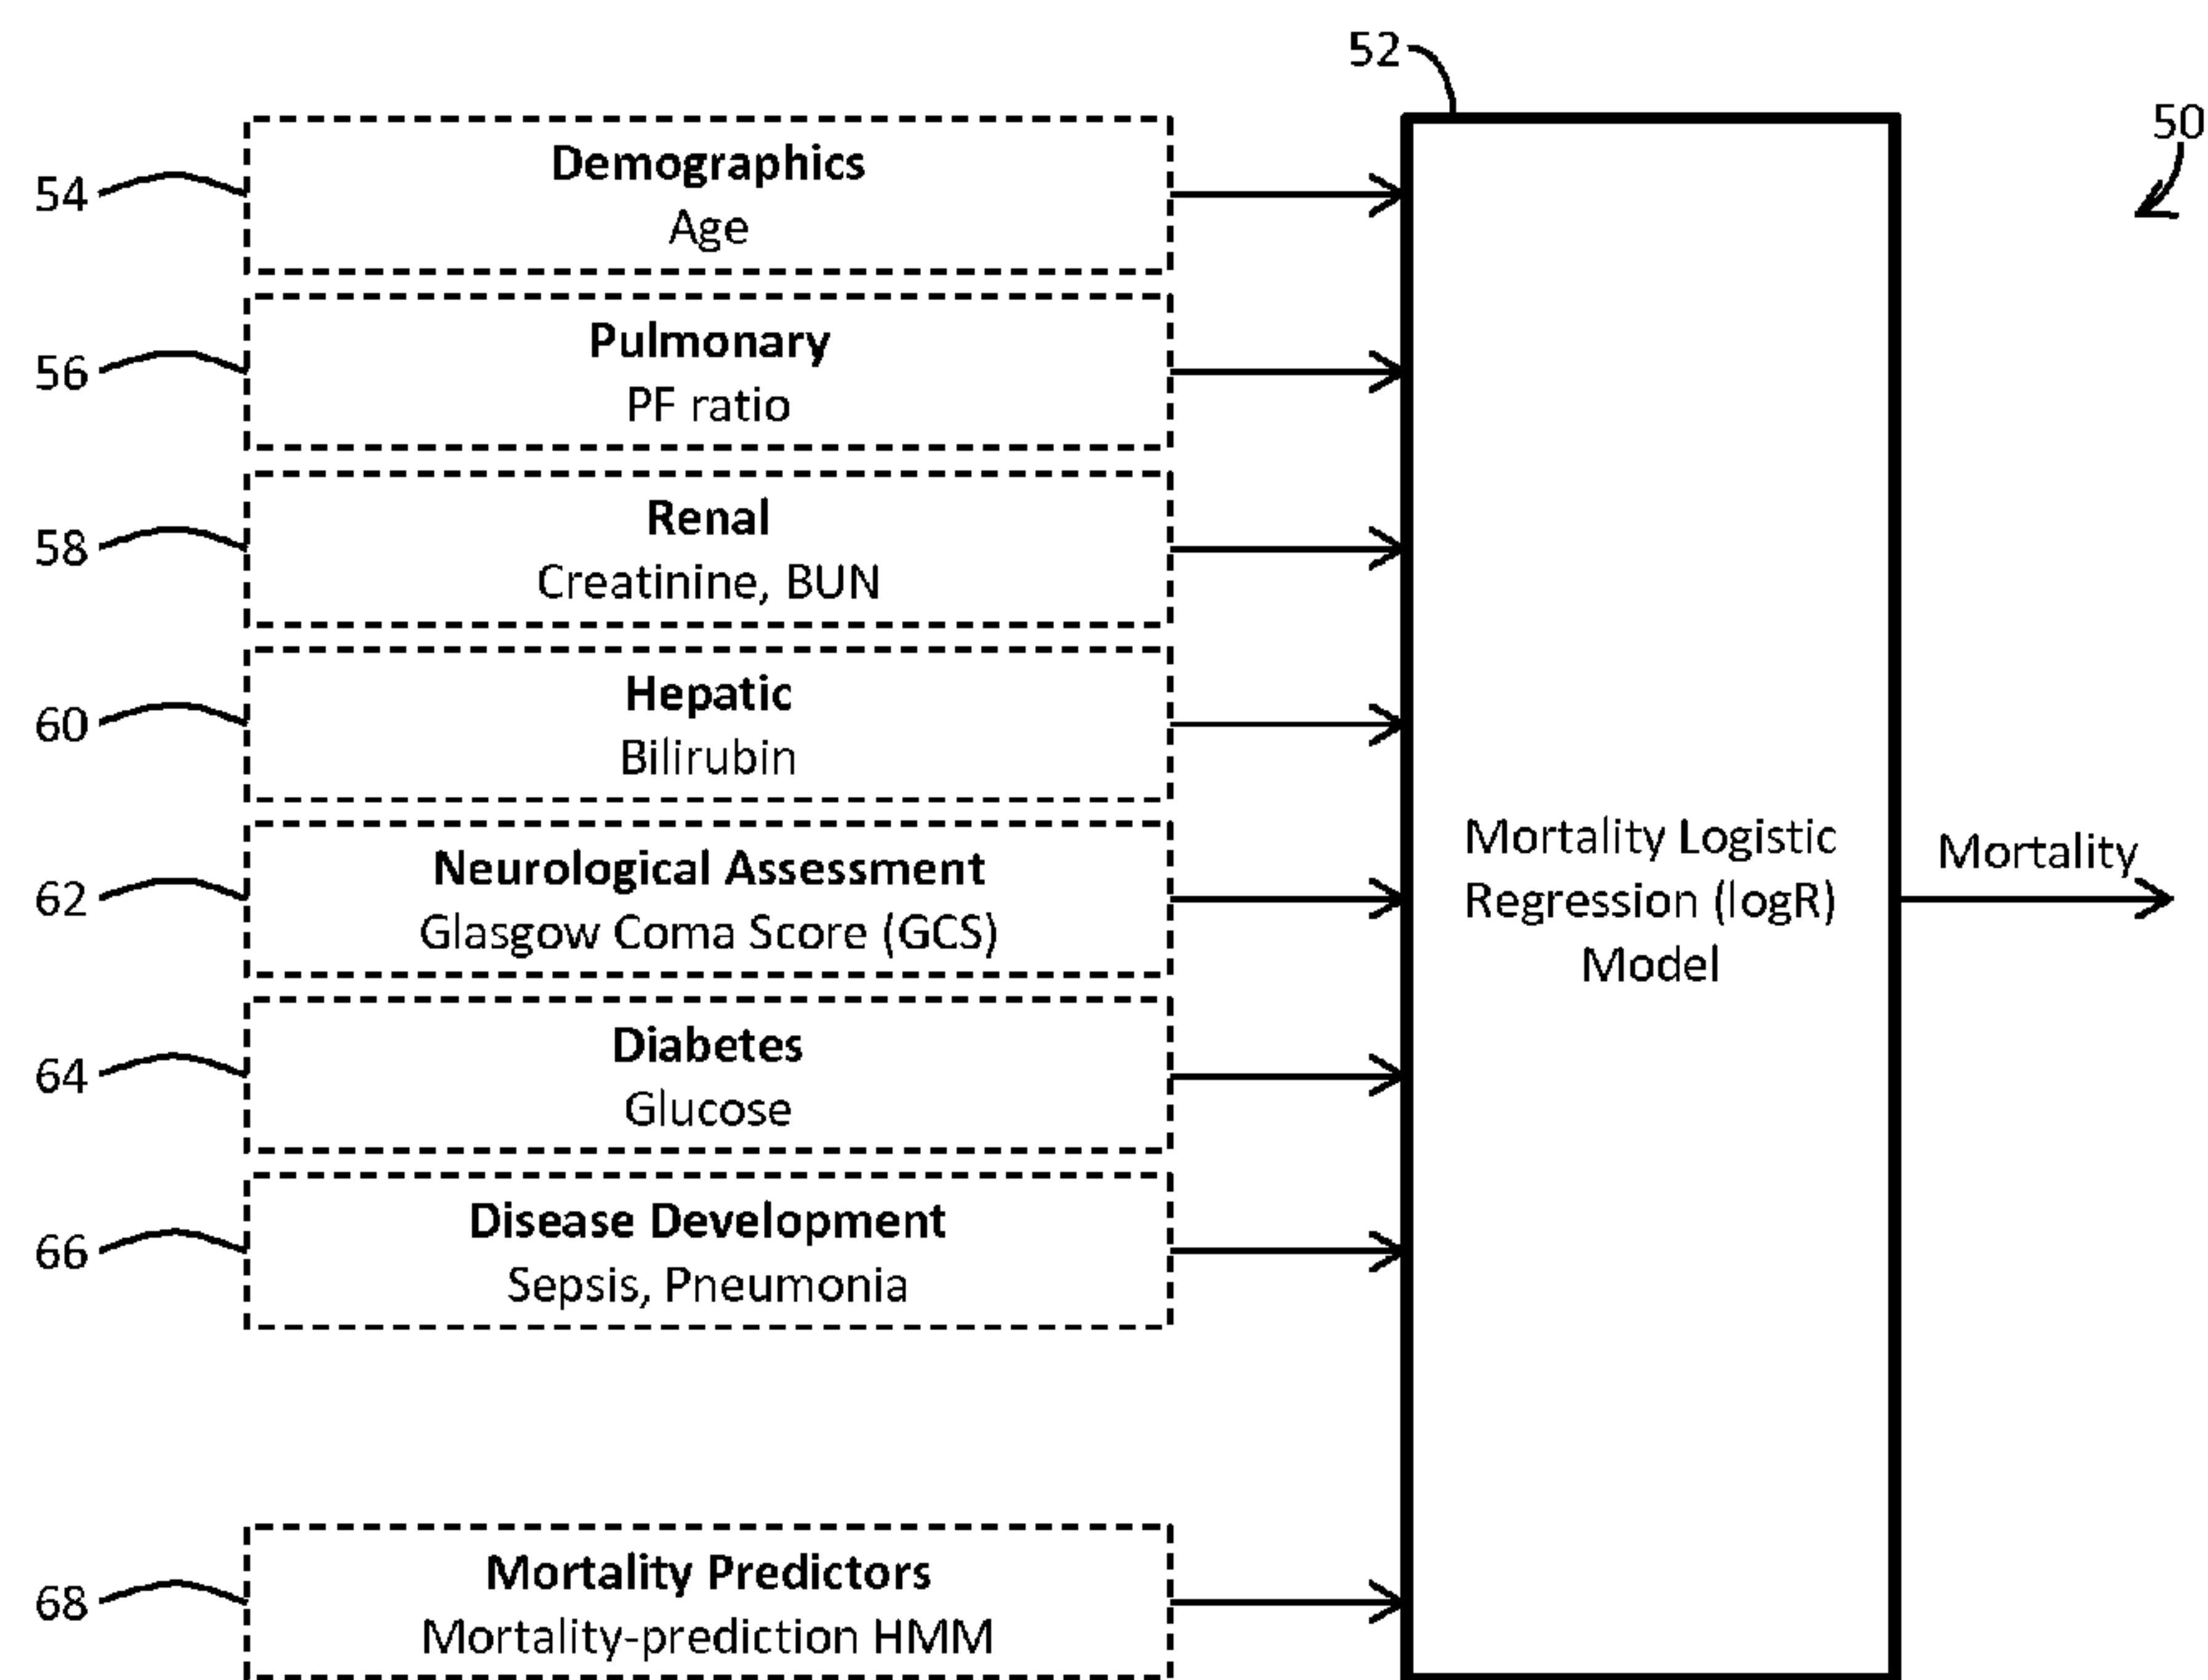 52
50
54
Demographics
Age
56
Pulmonary
PF ratio
58
Renal
Creatinine, BUN
60
Hepatic
Bilirubin
62
Neurological Assessment
Glasgow Coma Score (GCS)
64
Diabetes
Glucose
66
Disease Development
Sepsis, Pneumonia
68
Mortality Predictors
Mortality-prediction HMM
Mortality Logistic
Regression (logR)
Model
Mortality